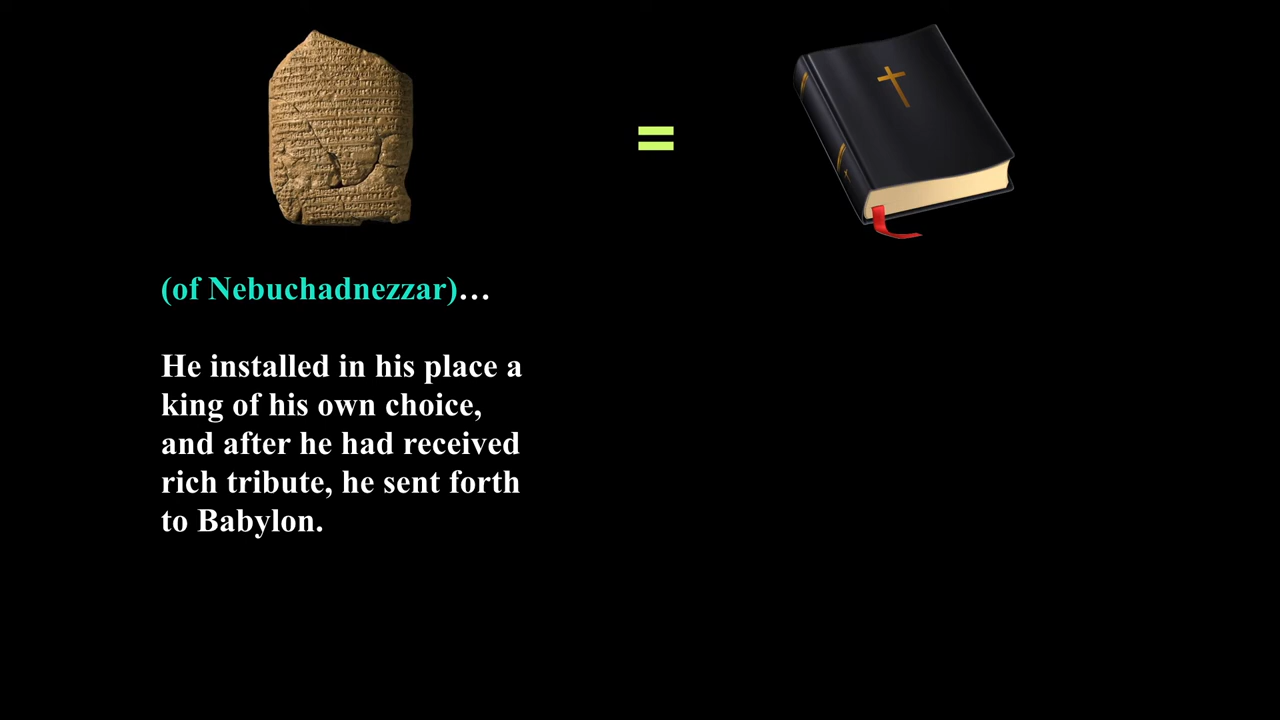 (of Nebuchadnezzar)…
He installed in his place a
king of his own choice,
and after he had received
rich tribute, he sent forth
to Babylon.